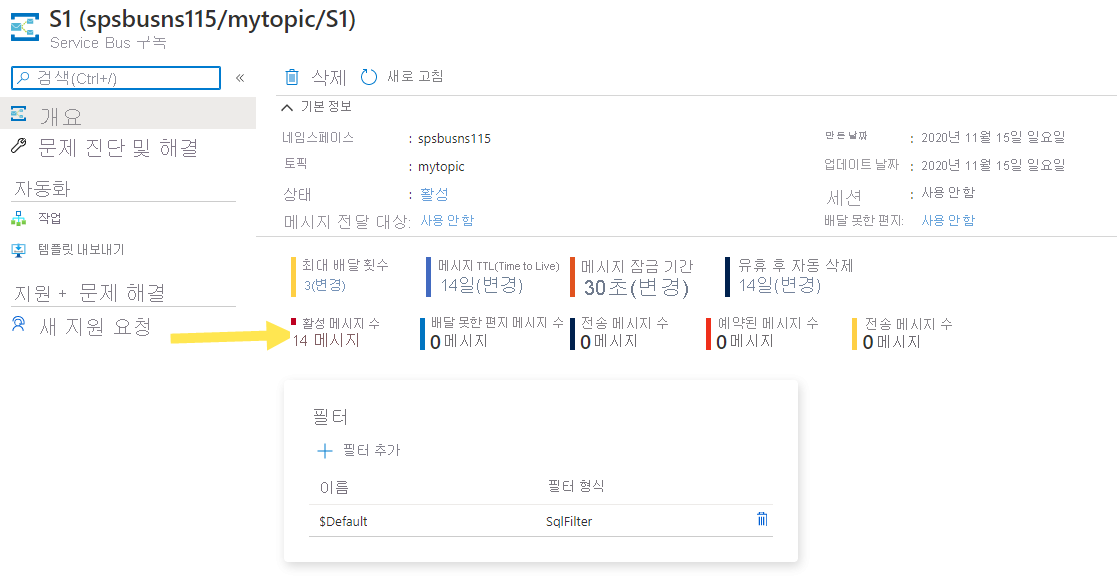 S1 (spsbusns115/mytopic/S1)
Service Bus 구독
검색(Ctrl+/)
«
삭제
새로 고침
개요
문제 진단 및 해결
자동화
작업
템플릿 내보내기
지원 + 문제 해결
새 지원 요청
기본 정보
네임스페이스 : spsbusns115
만든 날짜 : 2020년 11월 15일 일요일
토픽 : mytopic
업데이트 날짜 : 2020년 11월 15일 일요일
상태 : 활성
세션 : 사용 안 함
메시지 전달 대상: 사용 안 함
배달 못한 편지: 사용 안 함
최대 배달 횟수
3(변경)
메시지 TTL(Time to Live)
14일(변경)
메시지 잠금 기간
30초(변경)
유휴 후 자동 삭제
14일(변경)
활성 메시지 수
14 메시지
배달 못한 편지 메시지 수
0 메시지
전송 메시지 수
0 메시지
예약된 메시지 수
0 메시지
전송 메시지 수
0 메시지
필터
필터 추가
이름 필터 형식
$Default SqlFilter